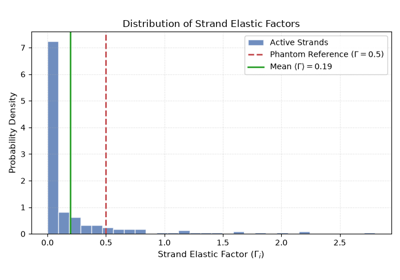 Distribution of Strand Elastic Factors
Active Strands
Phantom Reference (Γ = 0.5)
Mean ⟨Γ⟩ = 0.19
Probability Density
7
6
5
4
3
2
1
0
0.0 0.5 1.0 1.5 2.0 2.5
Strand Elastic Factor (Γᵢ)